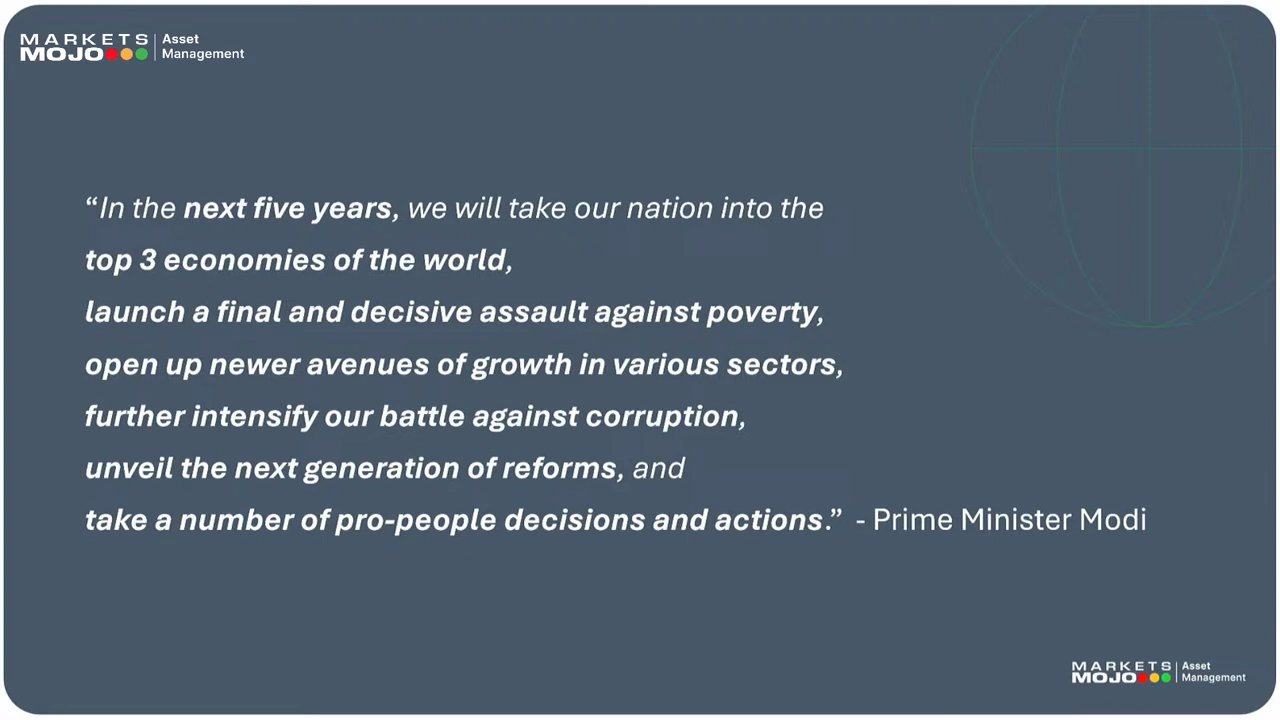 MARKETS
MOJO
Asset
Management
“In the next five years, we will take our nation into the
top 3 economies of the world,
launch a final and decisive assault against poverty,
open up newer avenues of growth in various sectors,
further intensify our battle against corruption,
unveil the next generation of reforms, and
take a number of pro-people decisions and actions.” - Prime Minister Modi
MARKETS
MOJO
Asset
Management